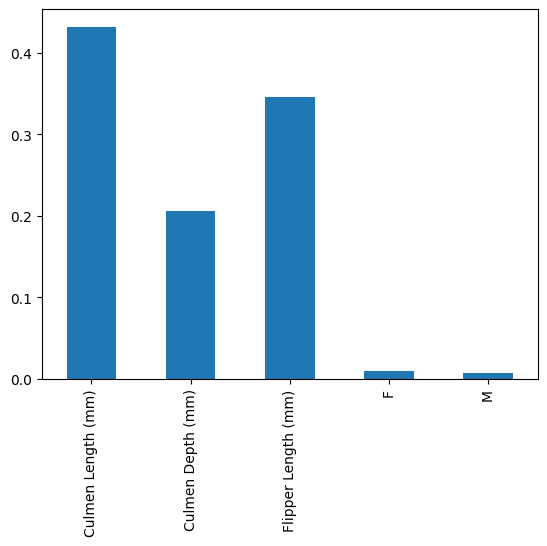 0.4
0.3
0.2
0.1
0.0
Culmen Length (mm)
Culmen Depth (mm)
Flipper Length (mm)
F
M